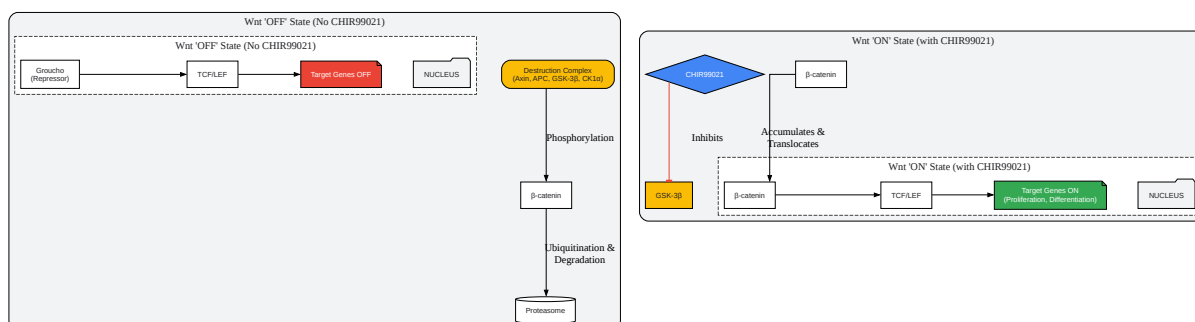 Wnt 'OFF' State (No CHIR99021)
Wnt 'OFF' State (No CHIR99021)
Groucho
(Repressor)
TCF/LEF
Target Genes OFF
NUCLEUS
Destruction Complex
(Axin, APC, GSK-3β, CK1α)
Phosphorylation
β-catenin
Ubiquitination &
Degradation
Proteasome
Wnt 'ON' State (with CHIR99021)
CHIR99021
β-catenin
Inhibits
Accumulates &
Translocates
Wnt 'ON' State (with CHIR99021)
GSK-3β
β-catenin
TCF/LEF
Target Genes ON
(Proliferation, Differentiation)
NUCLEUS